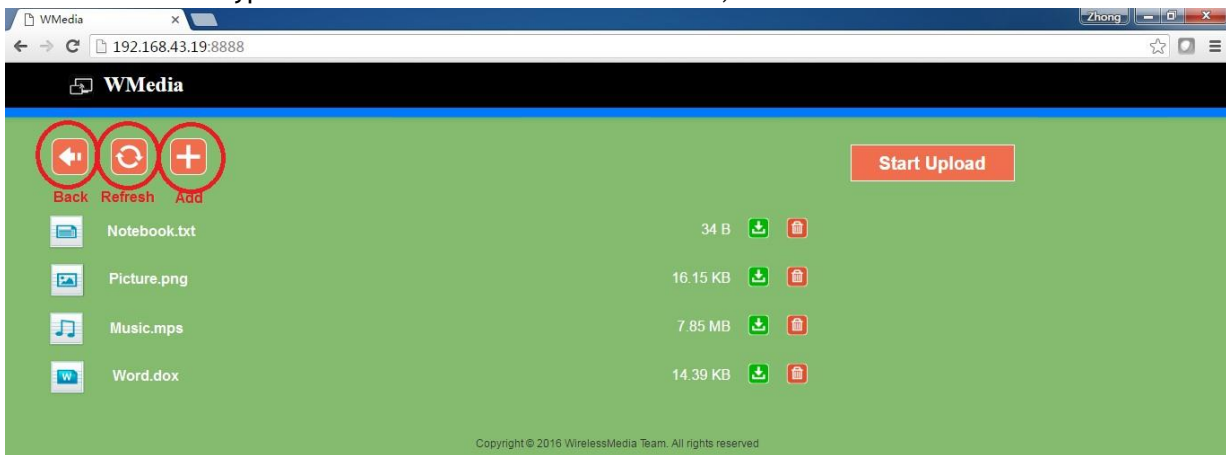 WMedia
Zhong
192.168.43.19:8888
WMedia
Start Upload
Back Refresh Add
Notebook.txt 34 B
Picture.png 16.15 KB
Music.mps 7.85 MB
W Word.dox 14.39 KB
Copyright © 2016 WirelessMedia Team. All rights reserved